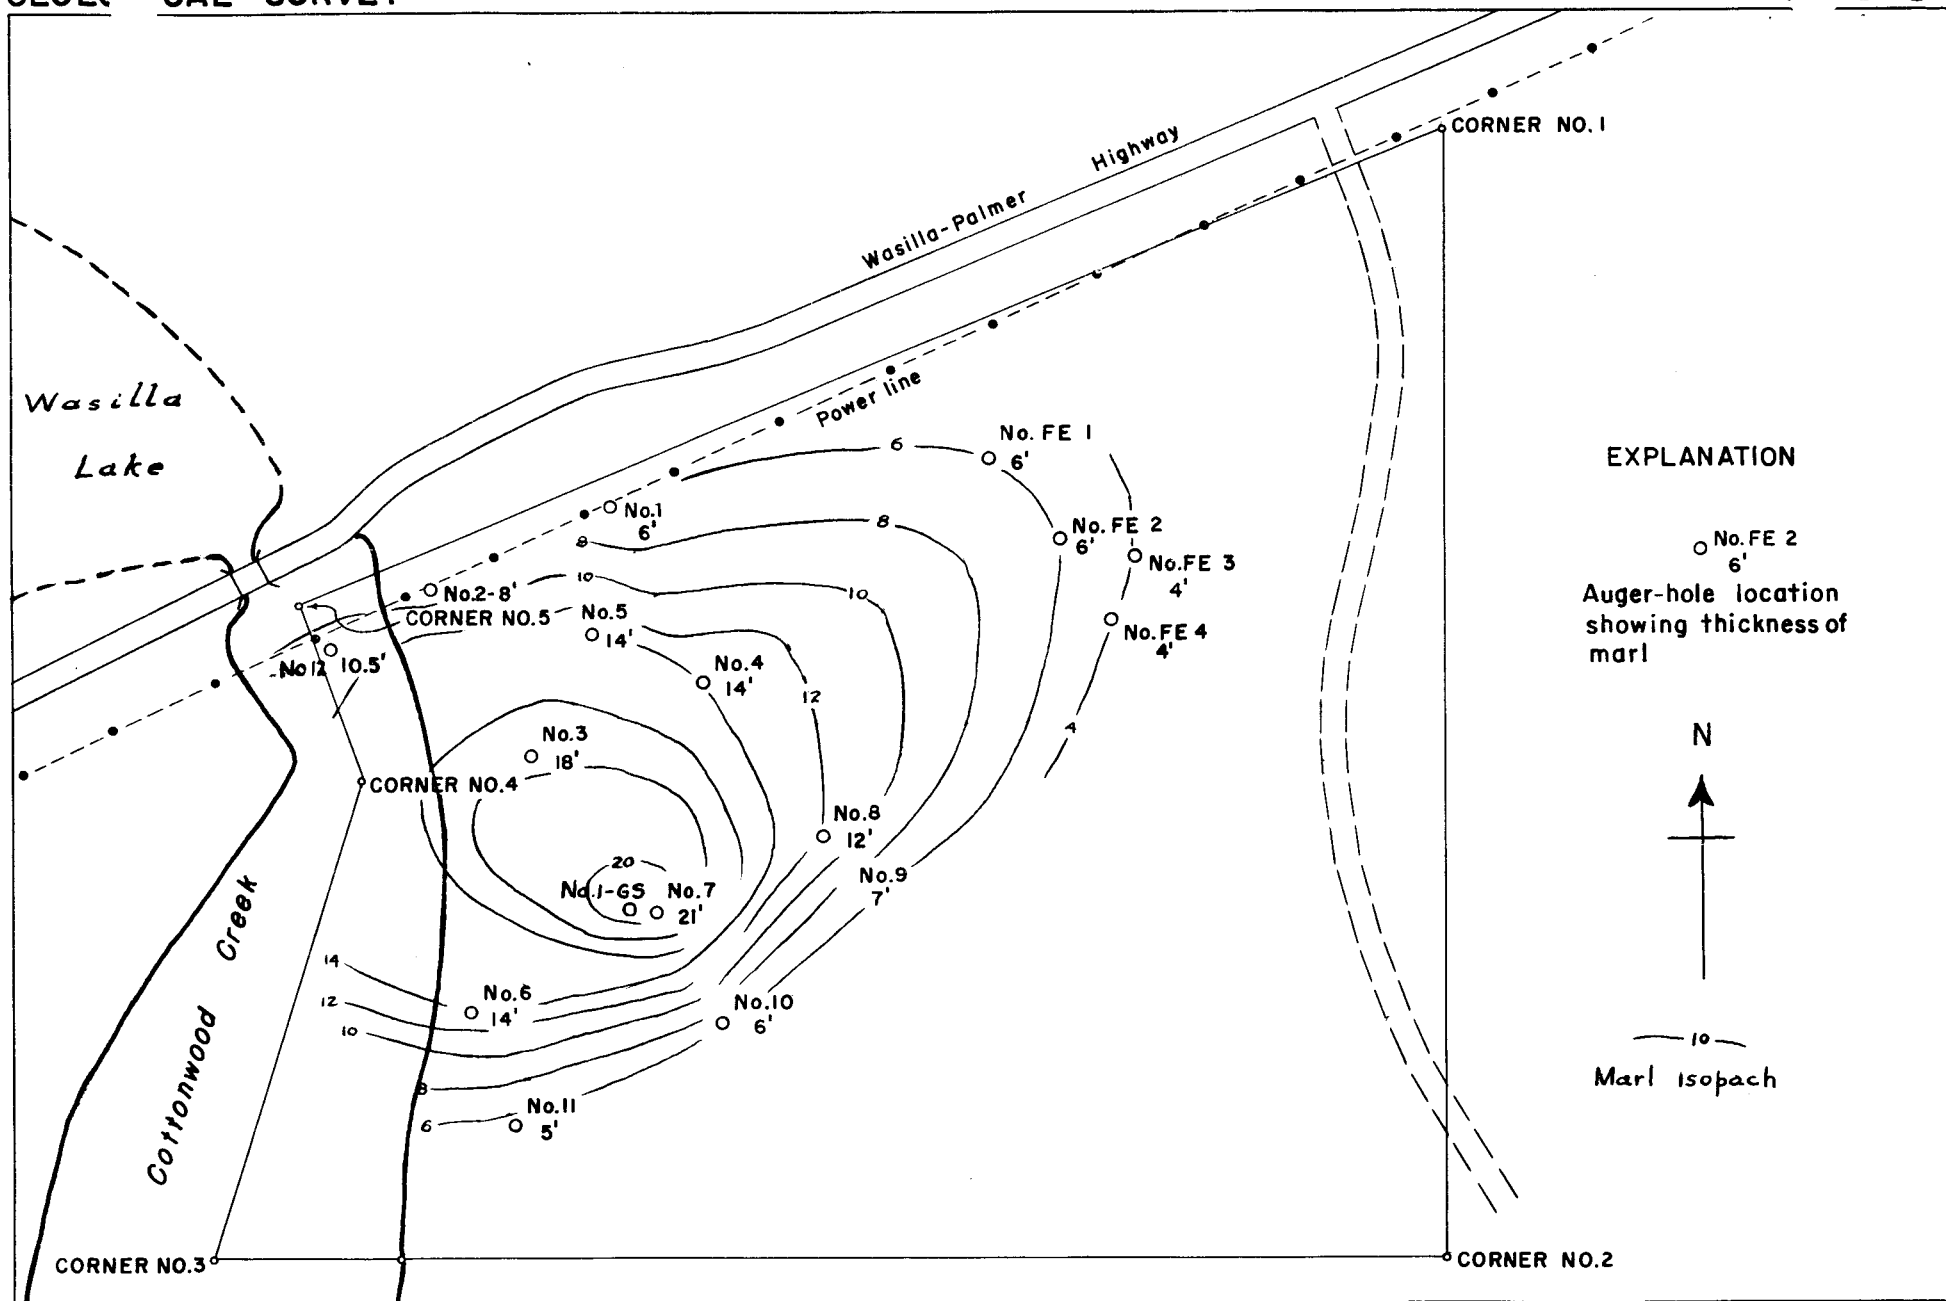 SURVEY
CORNER NO. 1
Wasilla-Palmer Highway
Wasilla
Lake
Power line
6
No. FE 1
6'
EXPLANATION
No.1
6'
8
8
No. FE 2
6'
No.FE 2
6'
No.FE 3
4'
Auger-hole location
showing thickness of
marl
10
10
No.2-8'
CORNER NO.5
No.5
14'
No.FE 4
4'
No 12 10.5'
No.4
14'
12
4
N
No.3
18'
CORNER NO.4
No.8
12'
20
No.1-GS
No.7
21'
No.9
7'
Cottonwood Creek
14
12
10
No.6
14'
No.10
6'
10
Marl Isopach
8
6
No.11
5'
CORNER NO.3
CORNER NO.2